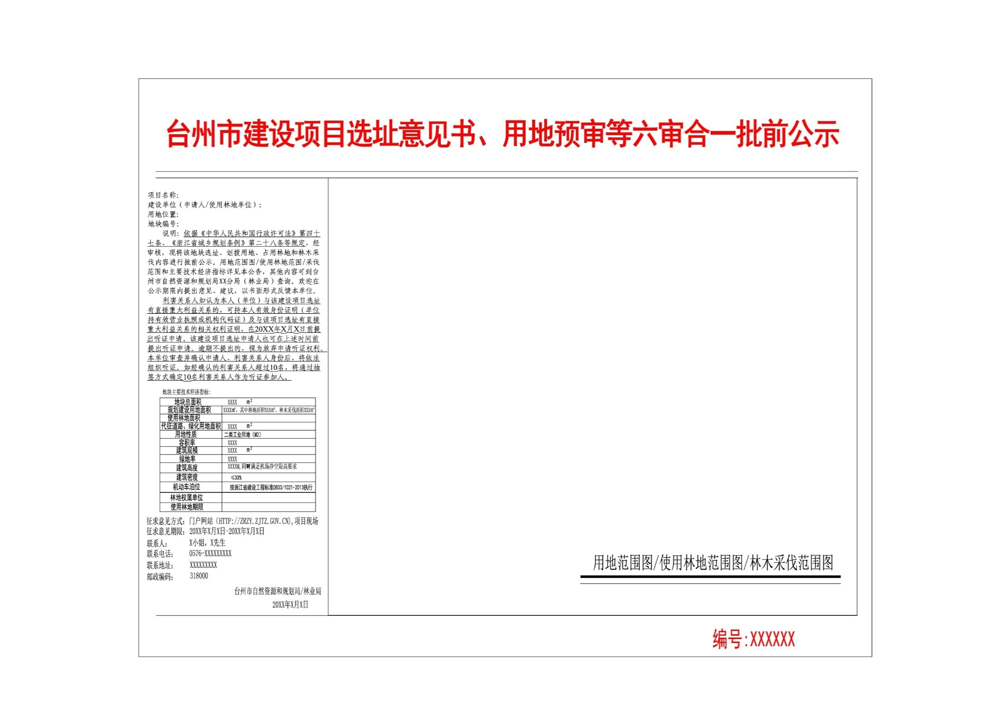 台州市建设项目选址意见书、用地预审等六审合一批前公示
项目名称:
建设单位（申请人/使用林地单位）:
用地位置:
地块编号:
说明: 依据《中华人民共和国行政许可法》第四十
七条、《浙江省城乡规划条例》第二十八条等规定, 经
审核, 现将该地块选址、划拨用地、占用林地和林木采
伐内容进行批前公示。用地范围图/使用林地范围/采伐
范围和主要技术经济指标详见本公告, 其他内容可到台
州市自然资源和规划局XX分局（林业局）查询。欢迎在
公示期限内提出意见、建议, 以书面形式反馈本单位。
利害关系人如认为本人（单位）与该建设项目选址
有直接重大利益关系的, 可持本人有效身份证明（单位
持有效营业执照或机构代码证）及与该项目选址有直接
重大利益关系的相关权利证明, 在20XX年X月X日前提
出听证申请。该建设项目选址申请人也可在上述时间前
提出听证申请。逾期不提出的, 视为放弃申请听证权利。
本单位审查并确认申请人、利害关系人身份后, 将依法
组织听证。如经确认的利害关系人超过10名, 将通过抽
签方式确定10名利害关系人作为听证参加人。
地块主要技术经济指标:
地块总面积 XXXX m²
规划建设用地面积 XXXX㎡, 其中林地面积XXX㎡, 林木采伐面积XXX㎡
使用林地面积
代征道路、绿化用地面积 XXXX m²
用地性质 二类工业用地（M2）
容积率 XXXX
建筑规模 XXXX m²
绿地率 XXXX
建筑高度 XXXXM,同时满足机场净空限高要求
建筑密度 ≤XX%
机动车泊位 按浙江省建设工程标准DB33/1021-2013执行
林地权属单位
使用林地期限
征求意见方式: 门户网站（HTTP://ZRZY.ZJTZ.GOV.CN),项目现场
征求意见期限: 20XX年X月X日-20XX年X月X日
联系人: X小姐, X先生
联系电话: 0576-XXXXXXXXX
联系地址: XXXXXXXXX
邮政编码: 318000
台州市自然资源和规划局/林业局
20XX年X月X日
用地范围图/使用林地范围图/林木采伐范围图
编号:XXXXXX